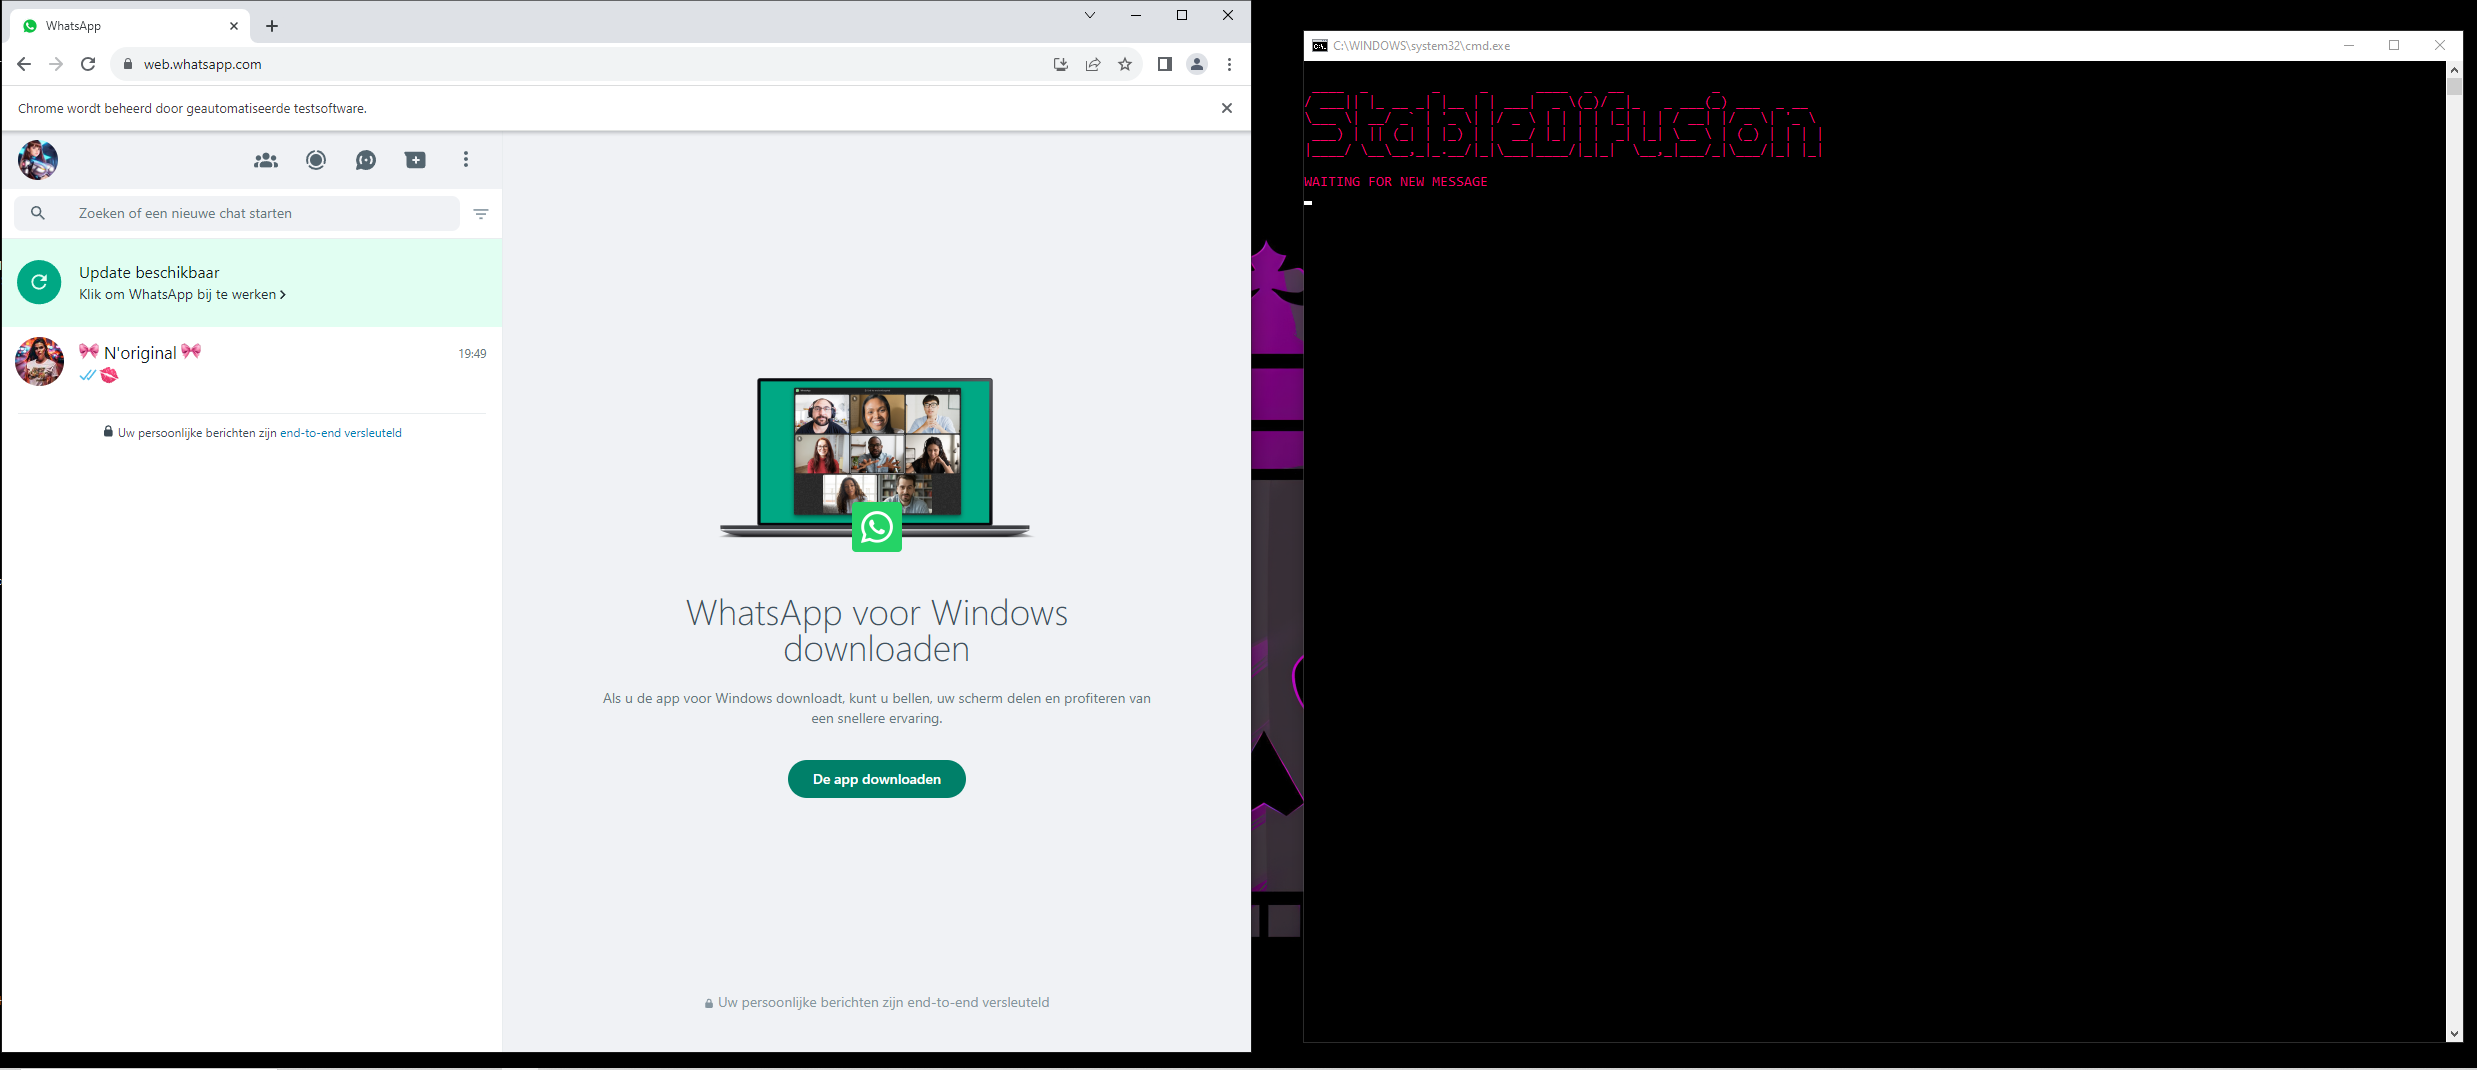 WhatsApp
web.whatsapp.com
Chrome wordt beheerd door geautomatiseerde testsoftware.
Zoeken of een nieuwe chat starten
Update beschikbaar
Klik om WhatsApp bij te werken
🎀 N'original 🎀
19:49
💋
Uw persoonlijke berichten zijn end-to-end versleuteld
WhatsApp voor Windows
downloaden
Als u de app voor Windows downloadt, kunt u bellen, uw scherm delen en profiteren van
een snellere ervaring.
De app downloaden
Uw persoonlijke berichten zijn end-to-end versleuteld
C:\WINDOWS\system32\cmd.exe
StableDifusion
WAITING FOR NEW MESSAGE